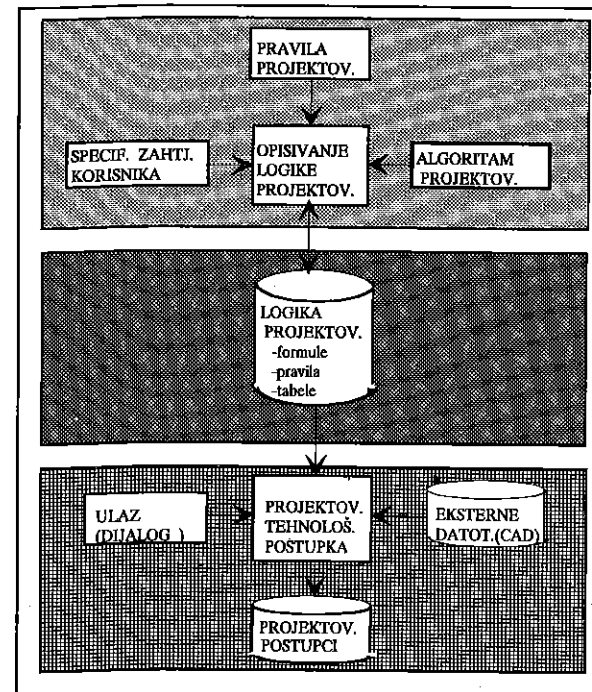 PRAVILA
PROJEKTOV.
SPECIF. ZAHTJ.
KORISNIKA
OPISIVANJE
LOGIKE
PROJEKTOV.
ALGORITAM
PROJEKTOV.
LOGIKA
PROJEKTOV.
-formule
-pravila
-tabele
ULAZ
(DIJALOG )
PROJEKTOV.
TEHNOLOŠ.
POSTUPKA
EKSTERNE
DATOT.(CAD)
PROJEKTOV.
POSTUPCI